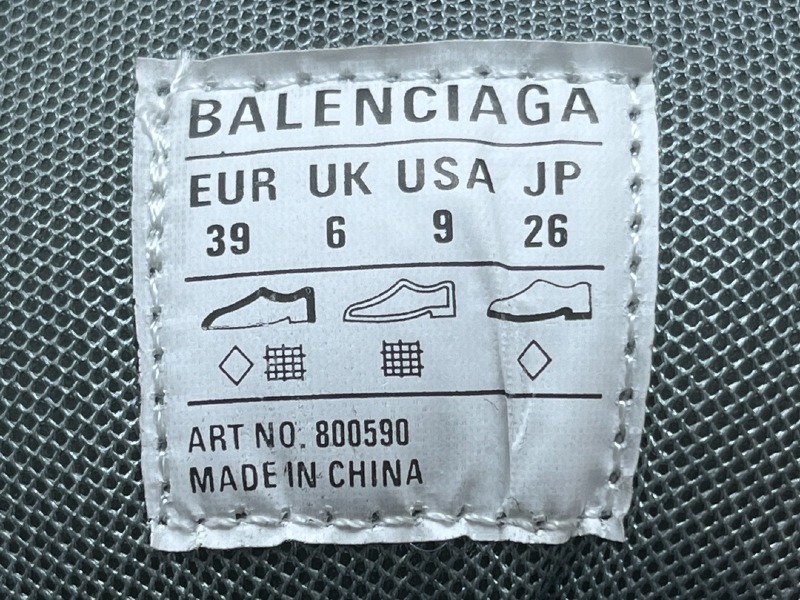 BALENCIAGA
EUR UK USA JP
39 6 9 26
ART NO. 800590
MADE IN CHINA